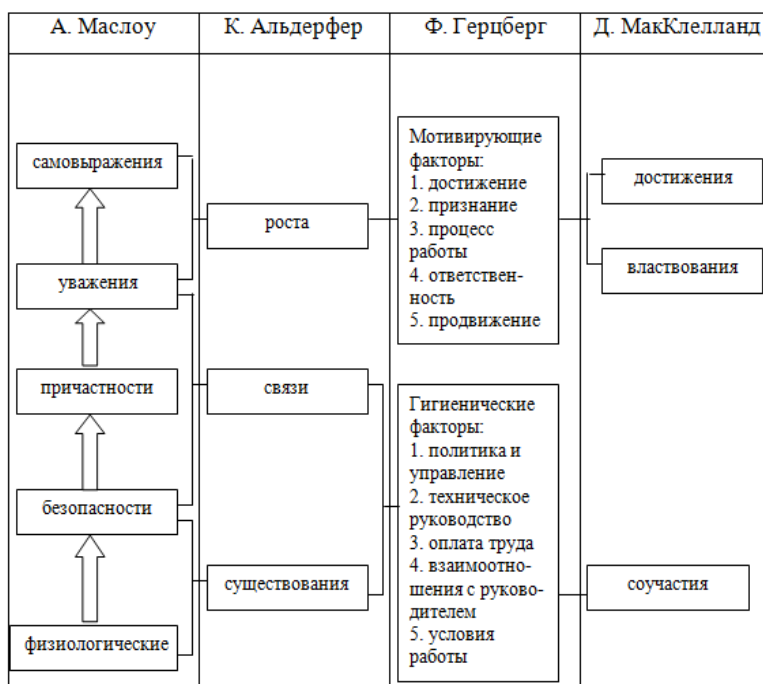 А. Маслоу
К. Альдерфер
Ф. Герцберг
Д. МакКлелланд
самовыражения
уважения
причастности
безопасности
физиологические
роста
связи
существования
Мотивирующие
факторы:
1. достижение
2. признание
3. процесс
работы
4. ответствен-
ность
5. продвижение
Гигиенические
факторы:
1. политика и
управление
2. техническое
руководство
3. оплата труда
4. взаимоотно-
шения с руково-
дителем
5. условия
работы
достижения
властвования
соучастия